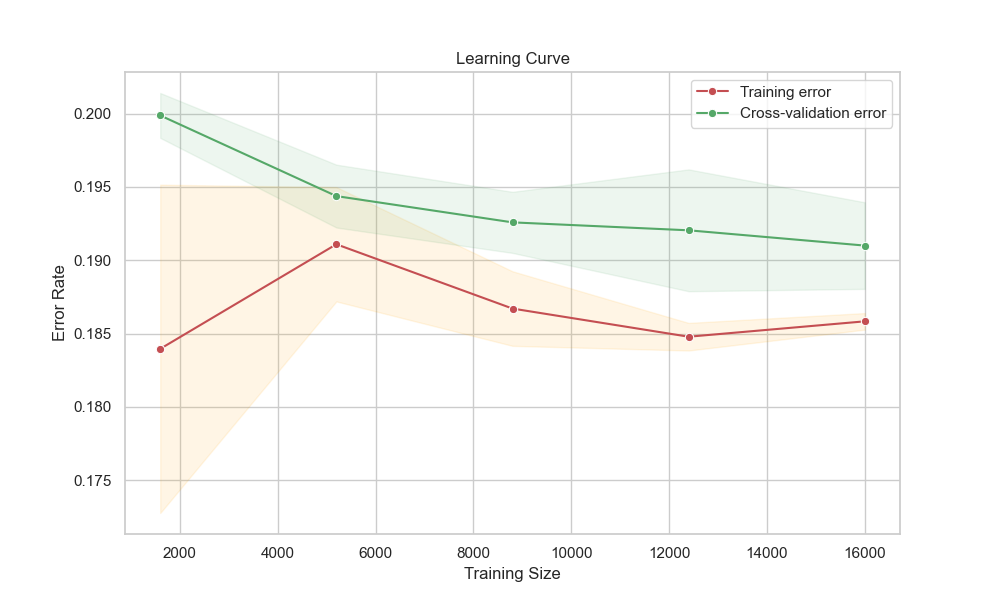 Learning Curve
Training error
Cross-validation error
0.200
0.195
0.190
0.185
0.180
0.175
Error Rate
2000 4000 6000 8000 10000 12000 14000 16000
Training Size